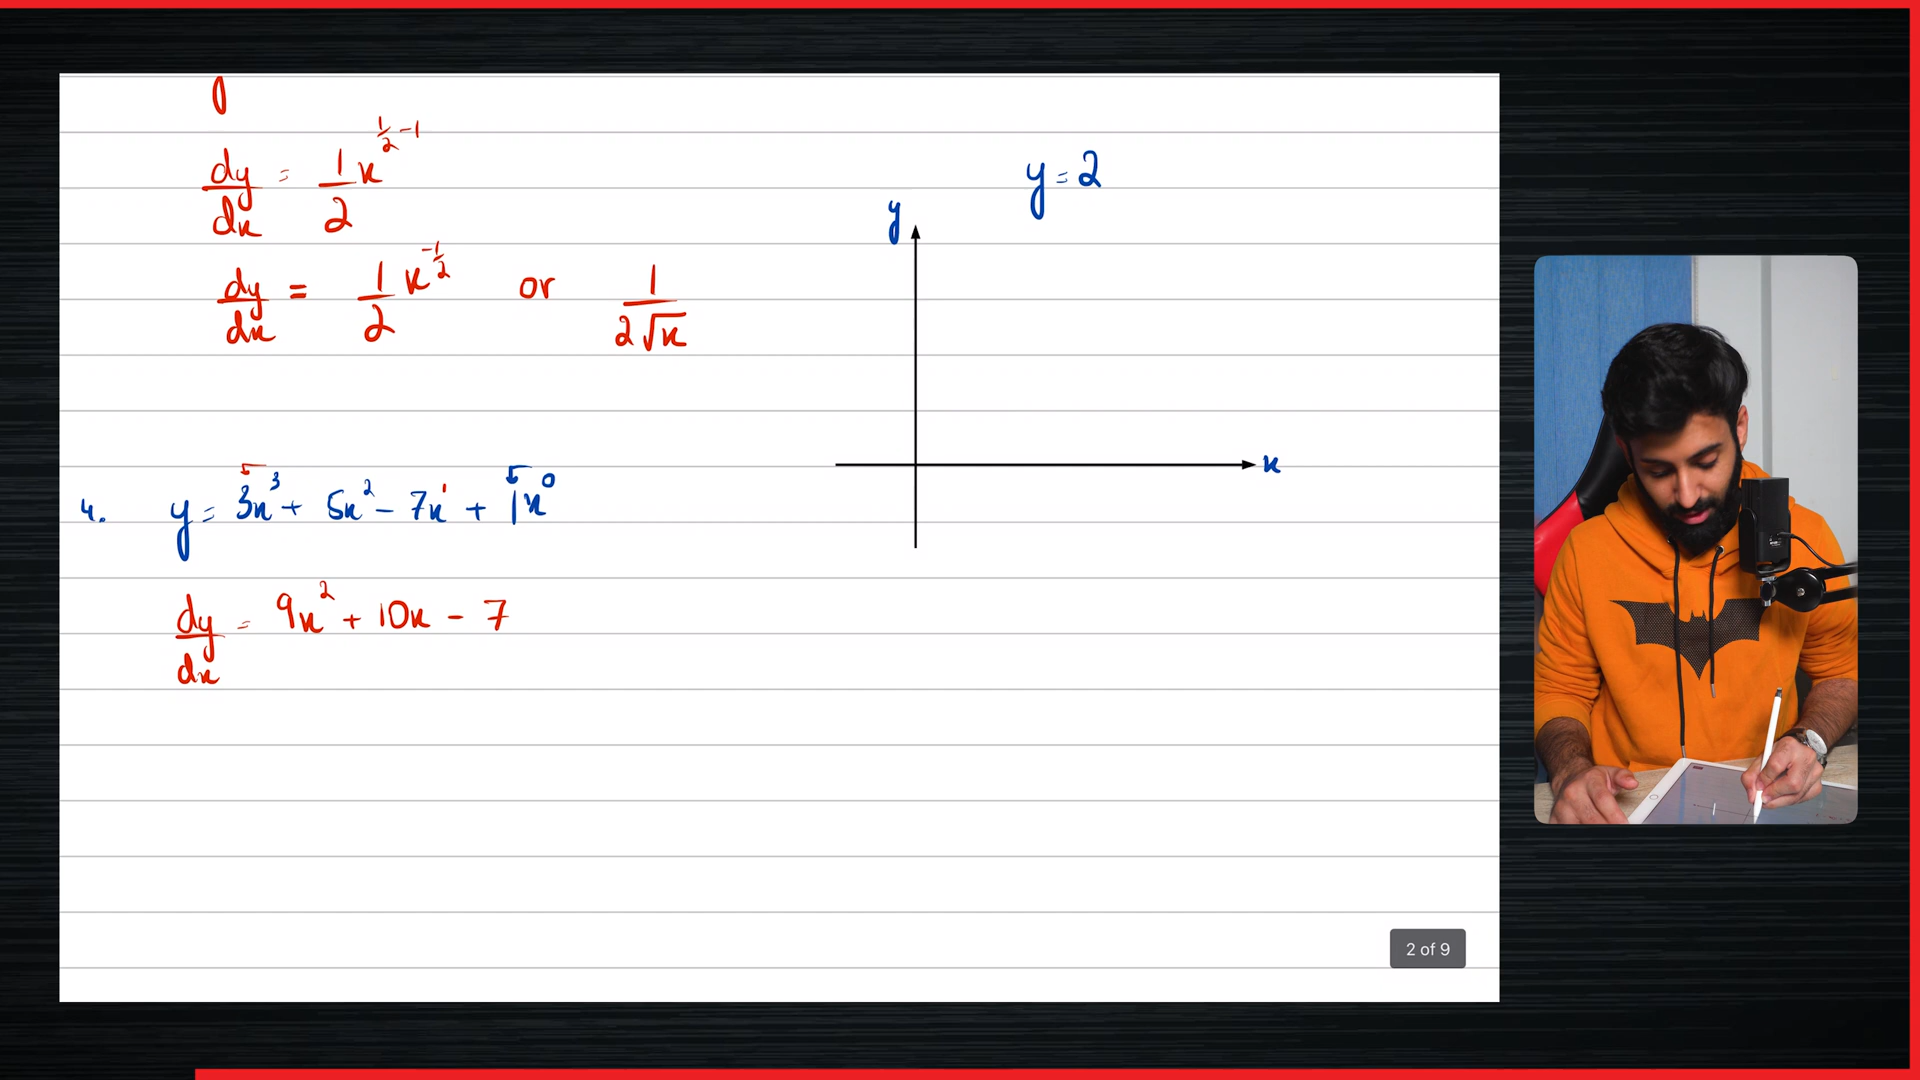 dy/dx = 1/2 x^(1/2 - 1)
dy/dx = 1/2 x^(-1/2) or 1/(2√x)
4. y = 3x³ + 5x² - 7x¹ + 1x⁰
dy/dx = 9x² + 10x - 7
y = 2
y
x
2 of 9